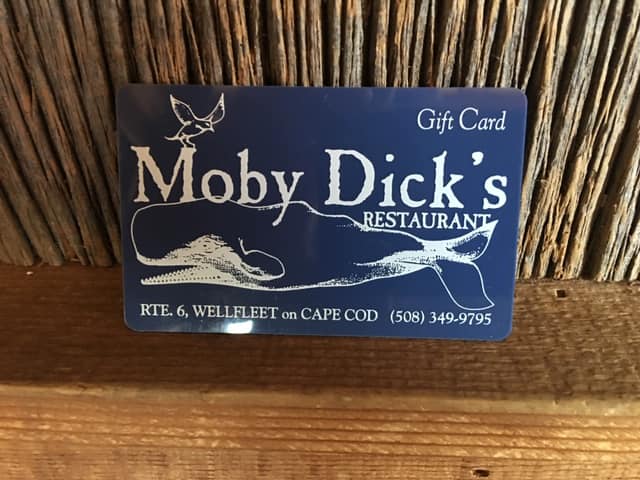 Gift Card
Moby Dick's
RESTAURANT
RTE. 6, WELLFLEET on CAPE COD (508) 349-9795